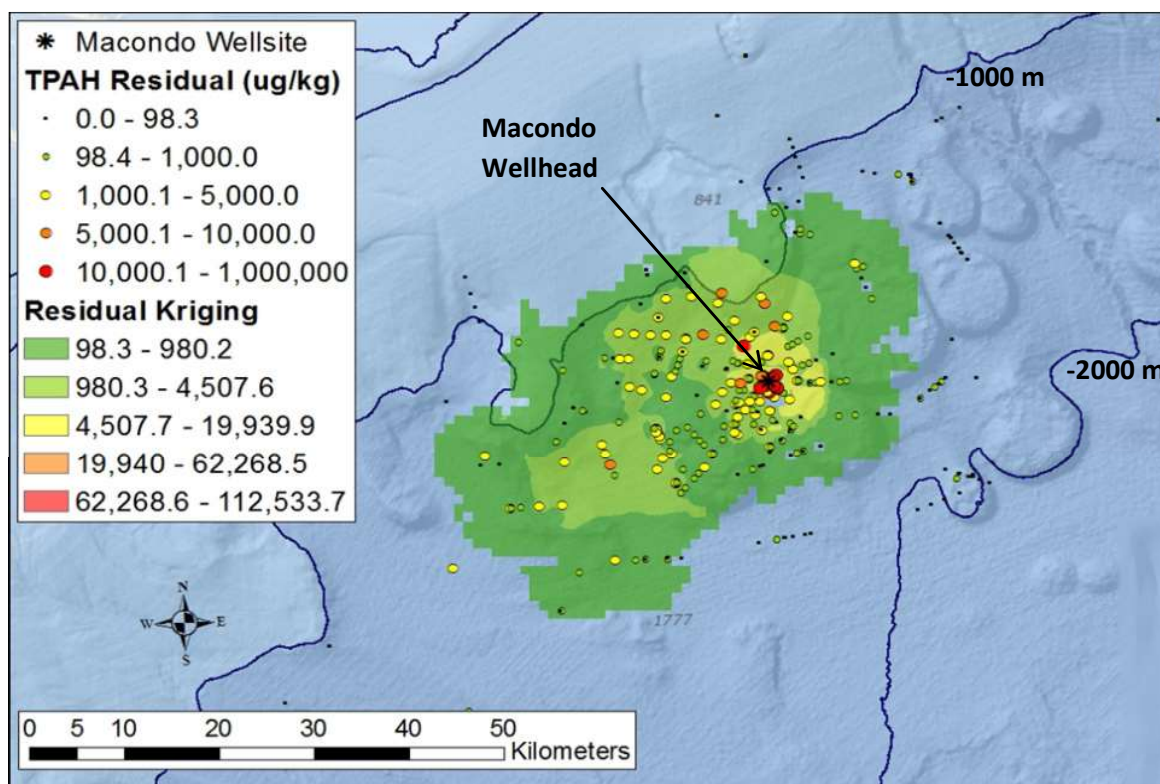 Macondo Wellsite
TPAH Residual (ug/kg)
0.0 - 98.3
98.4 - 1,000.0
1,000.1 - 5,000.0
5,000.1 - 10,000.0
10,000.1 - 1,000,000
Residual Kriging
98.3 - 980.2
980.3 - 4,507.6
4,507.7 - 19,939.9
19,940 - 62,268.5
62,268.6 - 112,533.7
-1000 m
Macondo
Wellhead
841
-2000 m
1777
N
W E
S
0 5 10 20 30 40 50
Kilometers